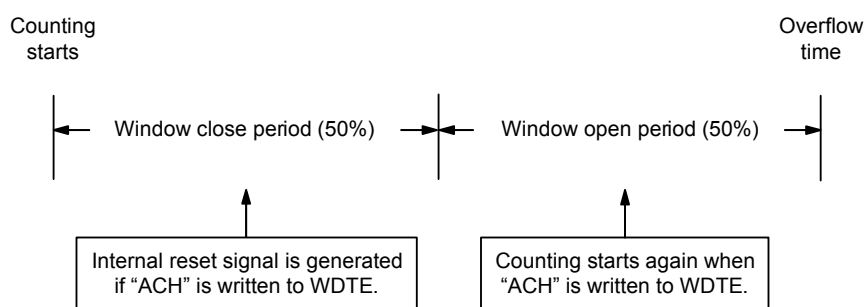 Counting
starts
Overflow
time
Window close period (50%)
Window open period (50%)
Internal reset signal is generated
if “ACH” is written to WDTE.
Counting starts again when
“ACH” is written to WDTE.